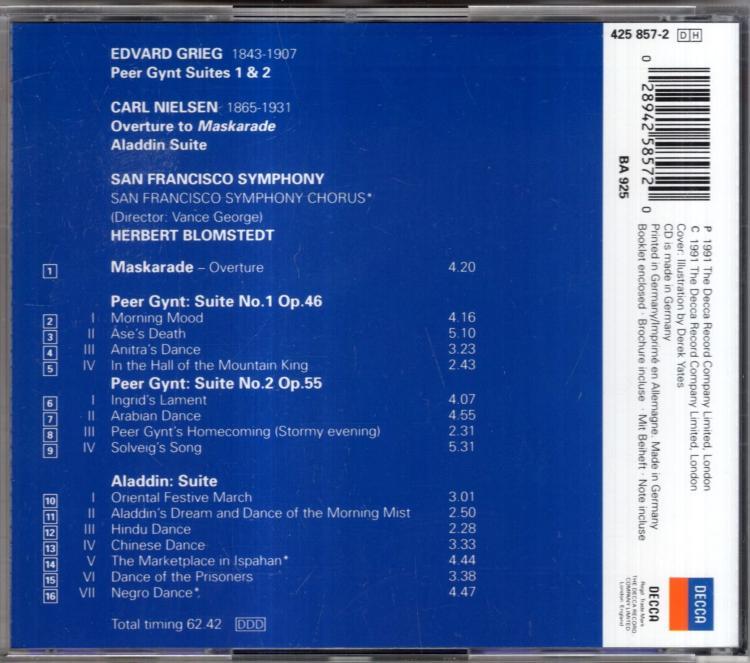 EDVARD GRIEG 1843-1907
Peer Gynt Suites 1 & 2
CARL NIELSEN 1865-1931
Overture to Maskarade
Aladdin Suite
SAN FRANCISCO SYMPHONY
SAN FRANCISCO SYMPHONY CHORUS*
(Director: Vance George)
HERBERT BLOMSTEDT
1 Maskarade – Overture 4.20
Peer Gynt: Suite No.1 Op.46
2 I Morning Mood 4.16
3 II Åse's Death 5.10
4 III Anitra's Dance 3.23
5 IV In the Hall of the Mountain King 2.43
Peer Gynt: Suite No.2 Op.55
6 I Ingrid's Lament 4.07
7 II Arabian Dance 4.55
8 III Peer Gynt's Homecoming (Stormy evening) 2.31
9 IV Solveig's Song 5.31
Aladdin: Suite
10 I Oriental Festive March 3.01
11 II Aladdin's Dream and Dance of the Morning Mist 2.50
12 III Hindu Dance 2.28
13 IV Chinese Dance 3.33
14 V The Marketplace in Ispahan* 4.44
15 VI Dance of the Prisoners 3.38
16 VII Negro Dance* 4.47
Total timing 62.42 DDD
425 857-2 DH
0 28942 58572 0
BA 925
P 1991 The Decca Record Company Limited, London
C 1991 The Decca Record Company Limited, London
Cover: Illustration by Derek Yates
CD is made in Germany
Printed in Germany/Imprimé en Allemagne. Made in Germany
Booklet enclosed · Brochure incluse · Mit Beiheft · Note incluse
DECCA
DECCA
Regd. Trade Mark
THE DECCA RECORD
COMPANY LIMITED
London, England